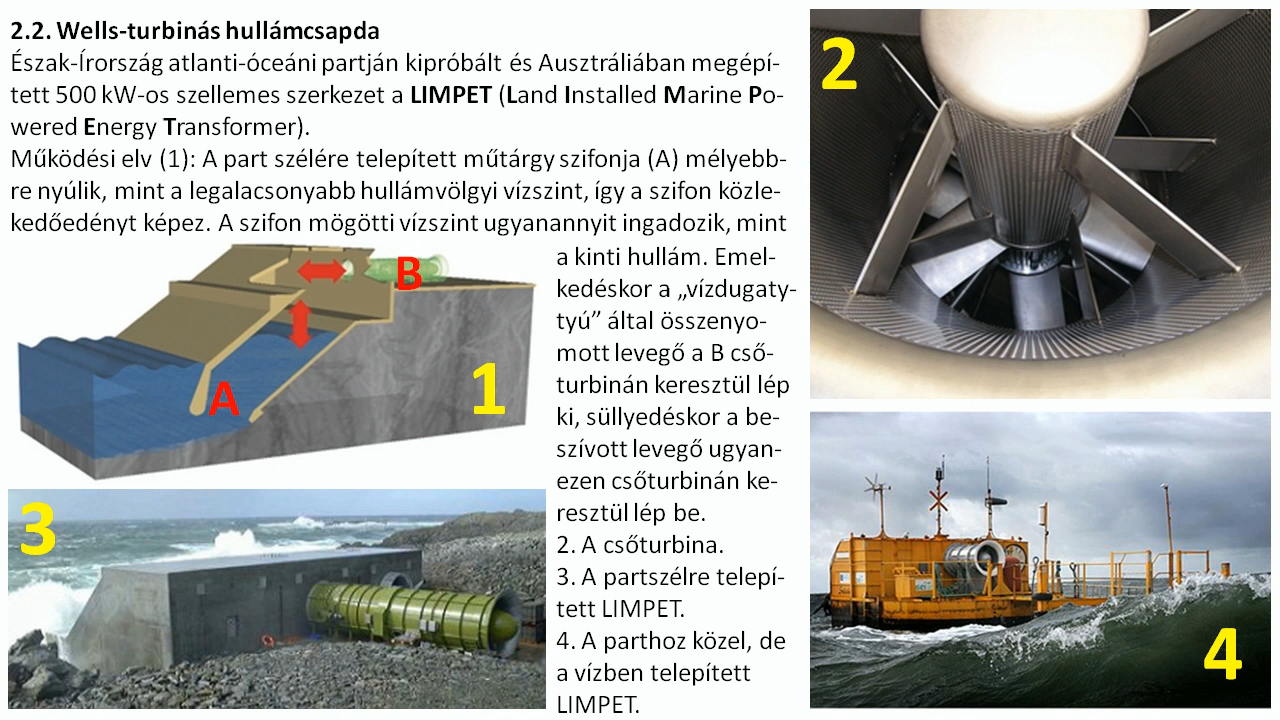 2.2. Wells-turbinás hullámcsapda
Észak-Írország atlanti-óceáni partján kipróbált és Ausztráliában megépí-
tett 500 kW-os szellemes szerkezet a LIMPET (Land Installed Marine Po-
wered Energy Transformer).
Működési elv (1): A part szélére telepített műtárgy szifonja (A) mélyebb-
re nyúlik, mint a legalacsonyabb hullámvölgyi vízszint, így a szifon közle-
kedőedényt képez. A szifon mögötti vízszint ugyanannyit ingadozik, mint
a kinti hullám. Emel-
kedéskor a „vízdugaty-
tyú” által összenyo-
mott levegő a B cső-
turbinán keresztül lép
ki, süllyedéskor a be-
szívott levegő ugyan-
ezen csőturbinán ke-
resztül lép be.
2. A csőturbina.
3. A partszélre telepí-
tett LIMPET.
4. A parthoz közel, de
a vízben telepített
LIMPET.
B
A
1
2
3
4